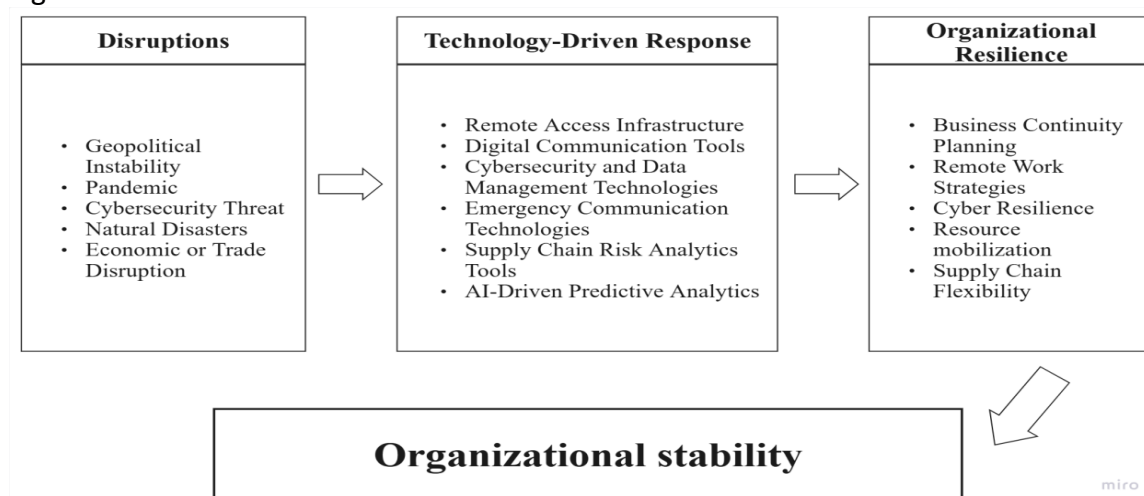 Disruptions
• Geopolitical
Instability
• Pandemic
• Cybersecurity Threat
• Natural Disasters
• Economic or Trade
Disruption
Technology-Driven Response
• Remote Access Infrastructure
• Digital Communication Tools
• Cybersecurity and Data
Management Technologies
• Emergency Communication
Technologies
• Supply Chain Risk Analytics
Tools
• AI-Driven Predictive Analytics
Organizational
Resilience
• Business Continuity
Planning
• Remote Work
Strategies
• Cyber Resilience
• Resource
mobilization
• Supply Chain
Flexibility
Organizational stability
miro